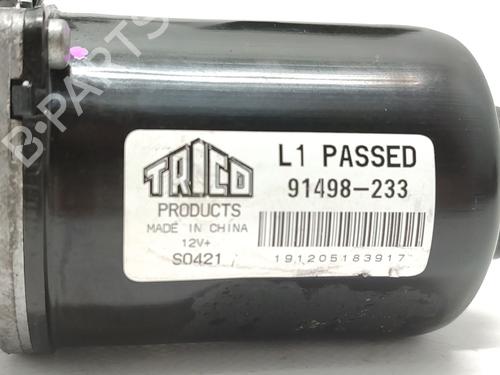 B-PARTS
TRICO
PRODUCTS
MADE IN CHINA
12V+
S0421
L1 PASSED
91498-233
191205183917